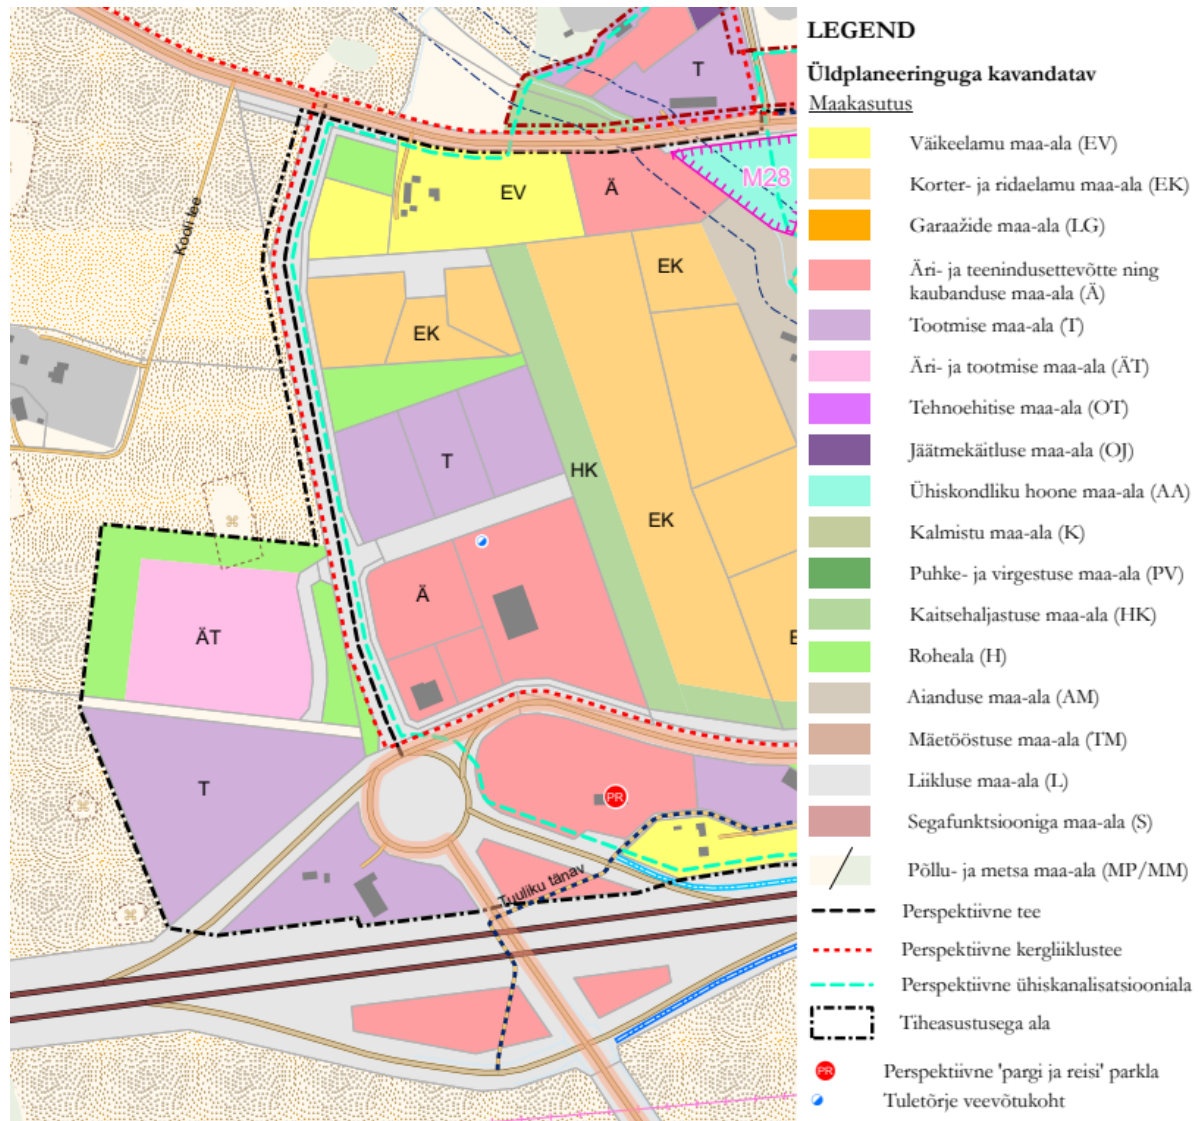 T
M28
Kooli tee
EV
Ä
EK
EK
T
HK
EK
Ä
ÄT
E
T
PR
Tuuliku tänav
LEGEND
Üldplaneeringuga kavandatav
Maakasutus
Väikeelamu maa-ala (EV)
Korter- ja ridaelamu maa-ala (EK)
Garaažide maa-ala (LG)
Äri- ja teenindusettevõtte ning
kaubanduse maa-ala (Ä)
Tootmise maa-ala (T)
Äri- ja tootmise maa-ala (ÄT)
Tehnoehitise maa-ala (OT)
Jäätmekäitluse maa-ala (OJ)
Ühiskondliku hoone maa-ala (AA)
Kalmistu maa-ala (K)
Puhke- ja virgestuse maa-ala (PV)
Kaitsehaljastuse maa-ala (HK)
Roheala (H)
Aianduse maa-ala (AM)
Mäetööstuse maa-ala (TM)
Liikluse maa-ala (L)
Segafunktsiooniga maa-ala (S)
Põllu- ja metsa maa-ala (MP/MM)
Perspektiivne tee
Perspektiivne kergliiklustee
Perspektiivne ühiskanalisatsiooniala
Tiheasustusega ala
PR Perspektiivne 'pargi ja reisi' parkla
Tuletõrje veevõtukoht